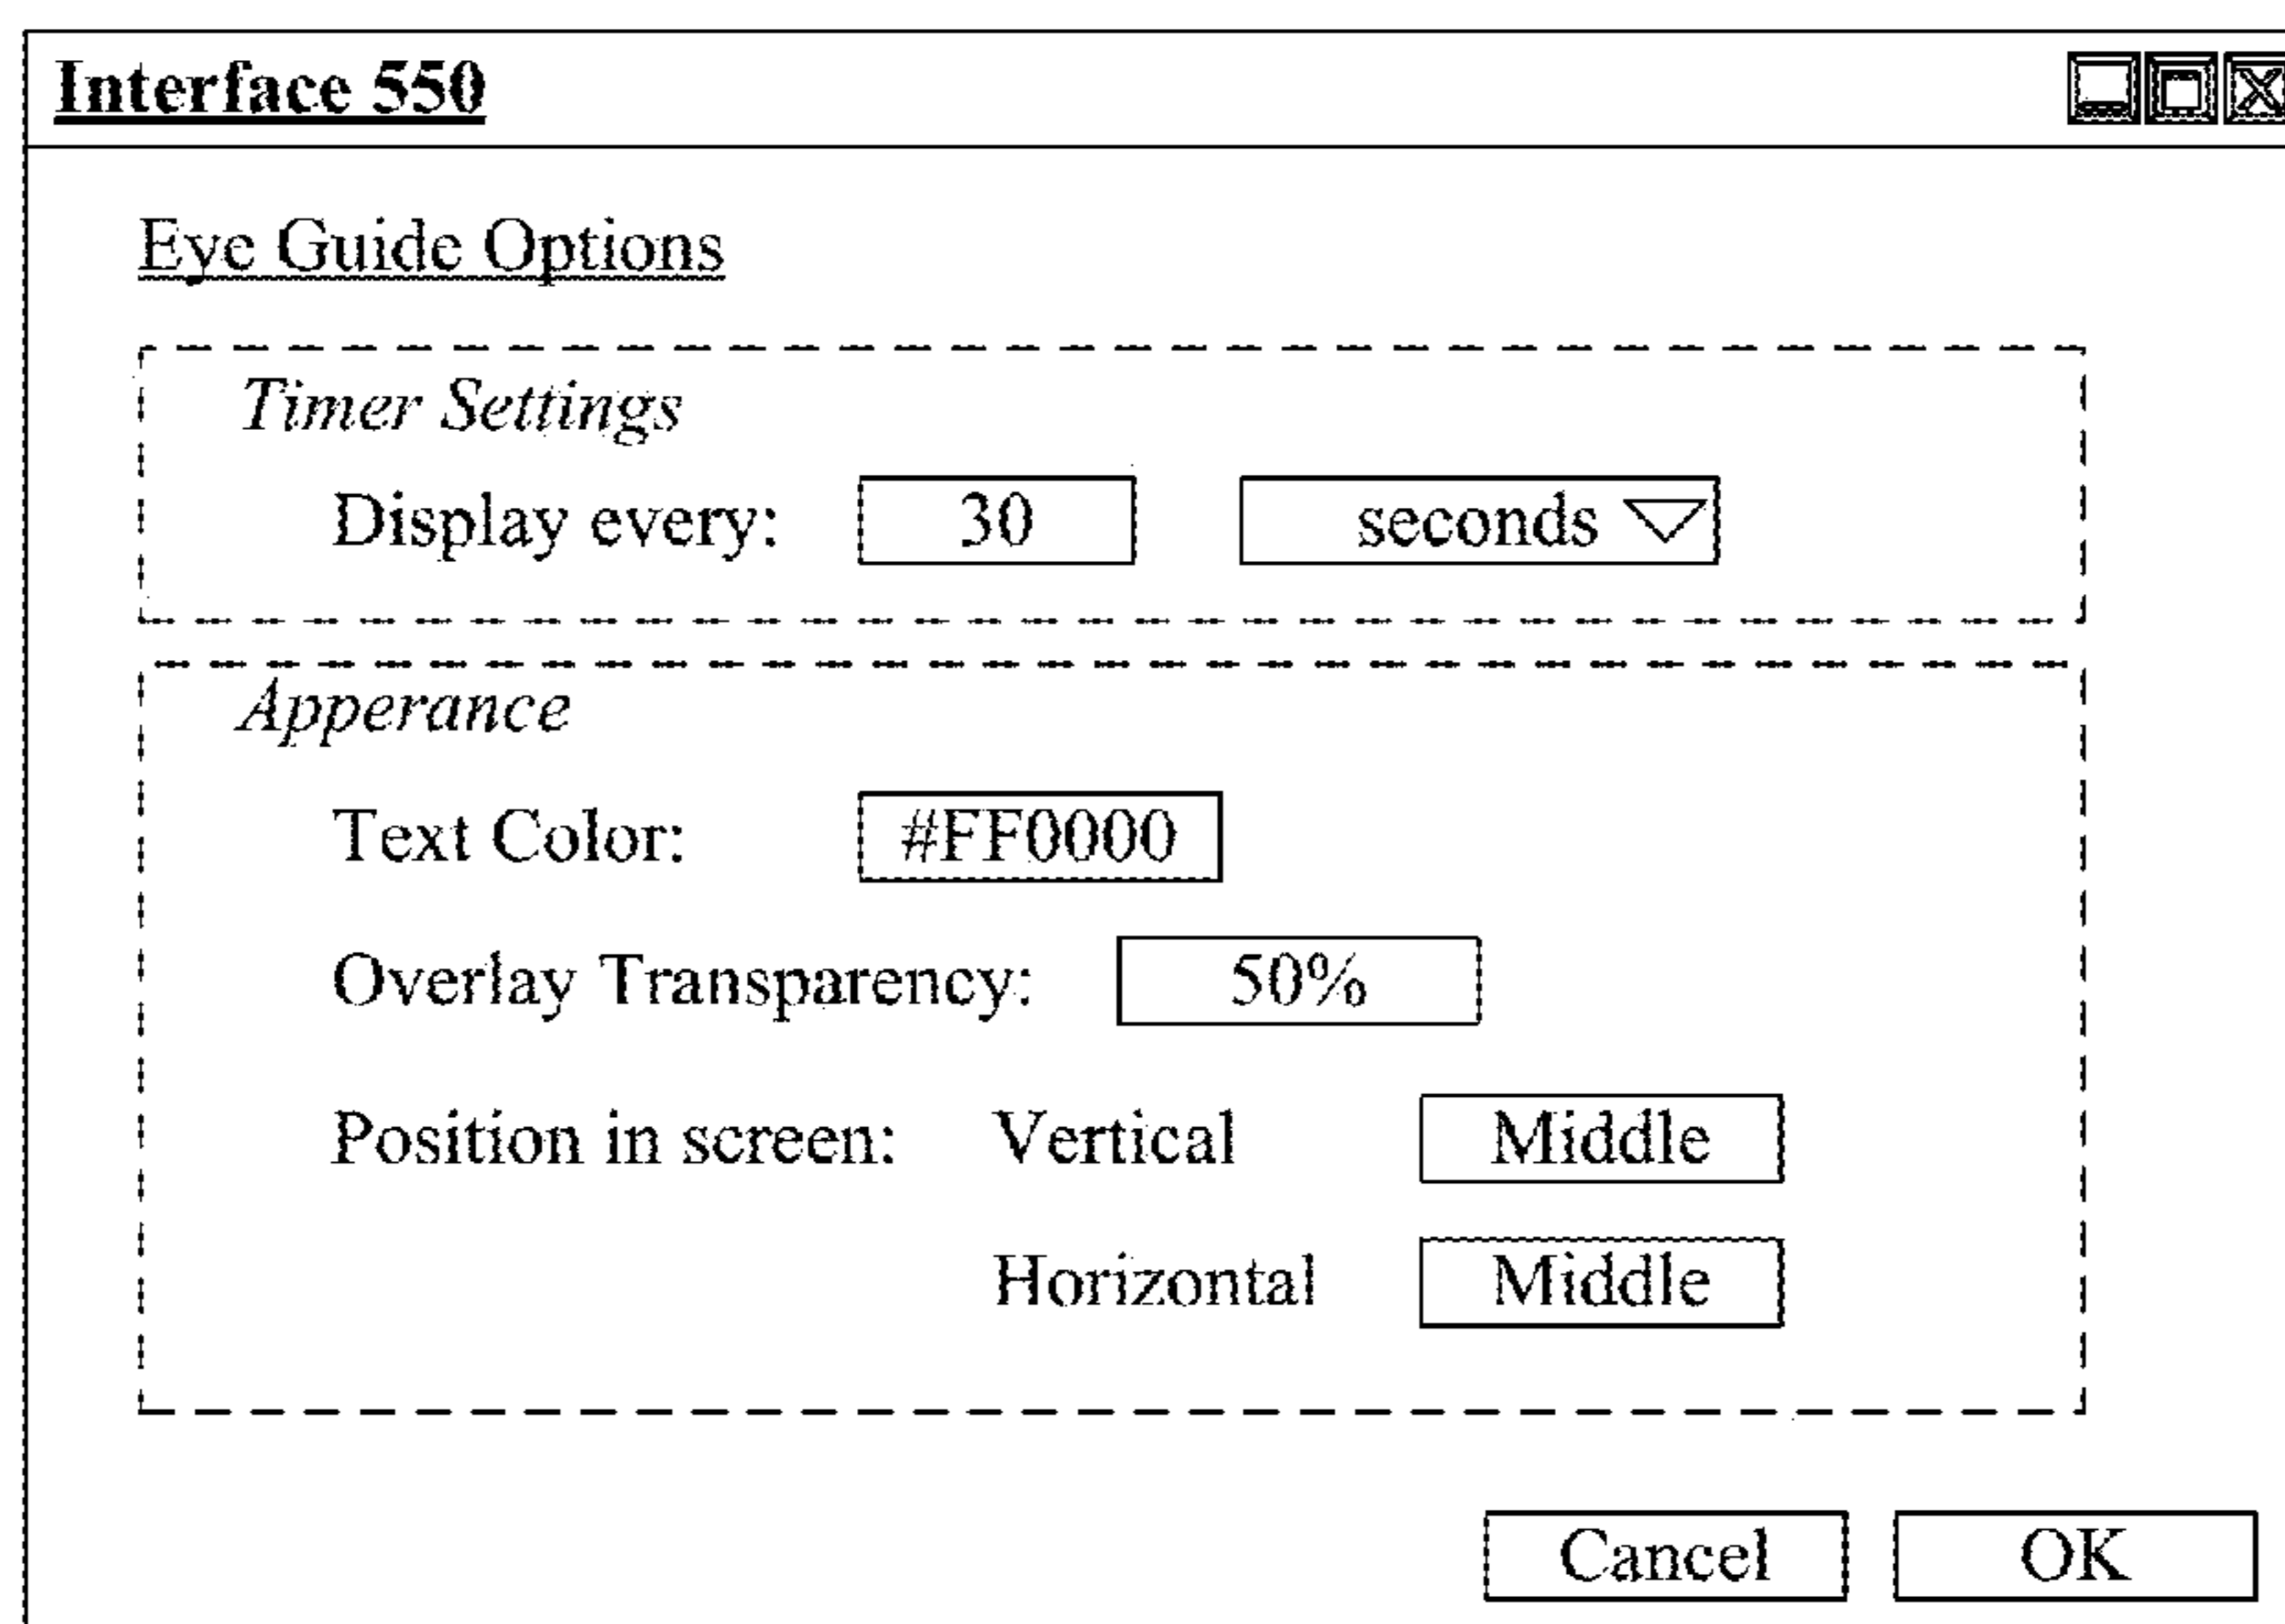 Interface 550
Eye Guide Options
Timer Settings
Display every: 30 seconds
Apperance
Text Color: #FF0000
Overlay Transparency: 50%
Position in screen: Vertical Middle
Horizontal Middle
Cancel OK